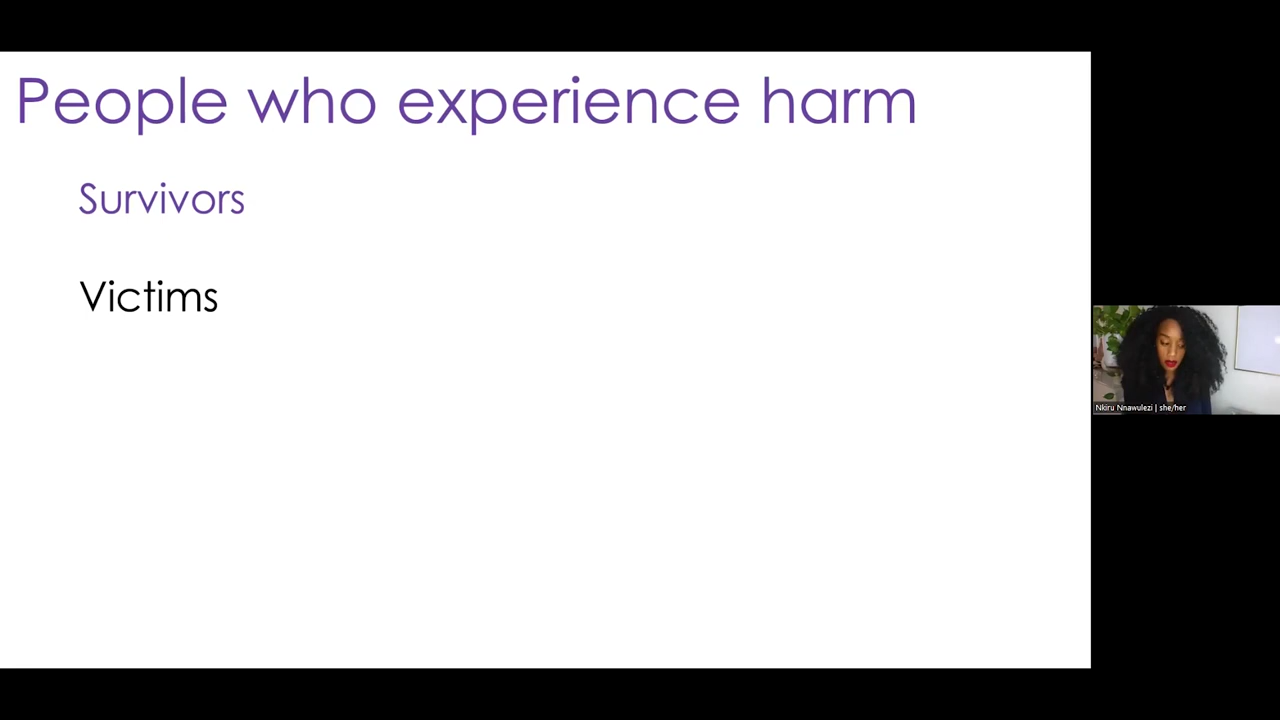 People who experience harm
Survivors
Victims
Nkiru Nnawulezi | she/her